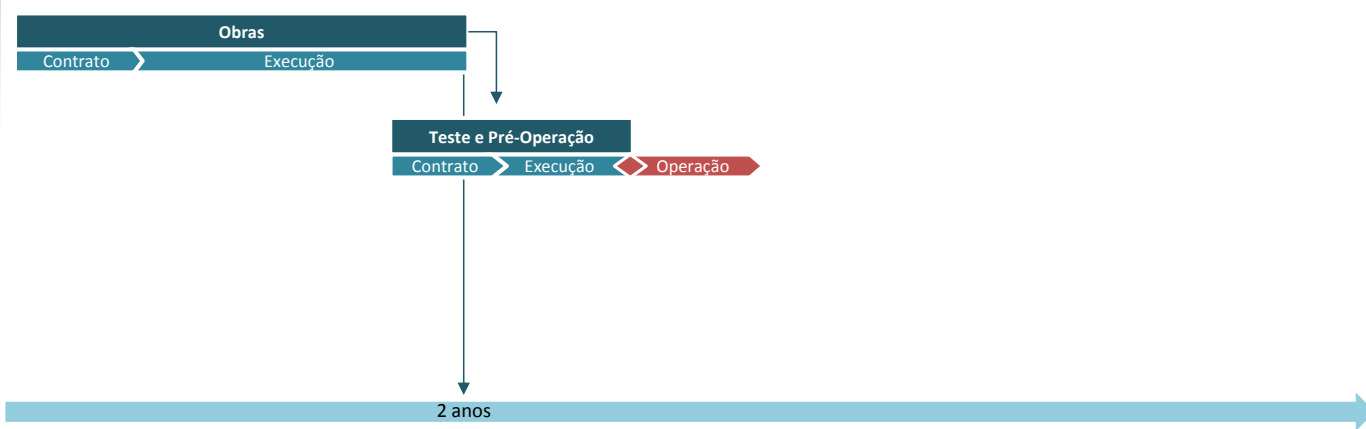 Obras
Contrato Execução
Teste e Pré-Operação
Contrato Execução Operação
2 anos